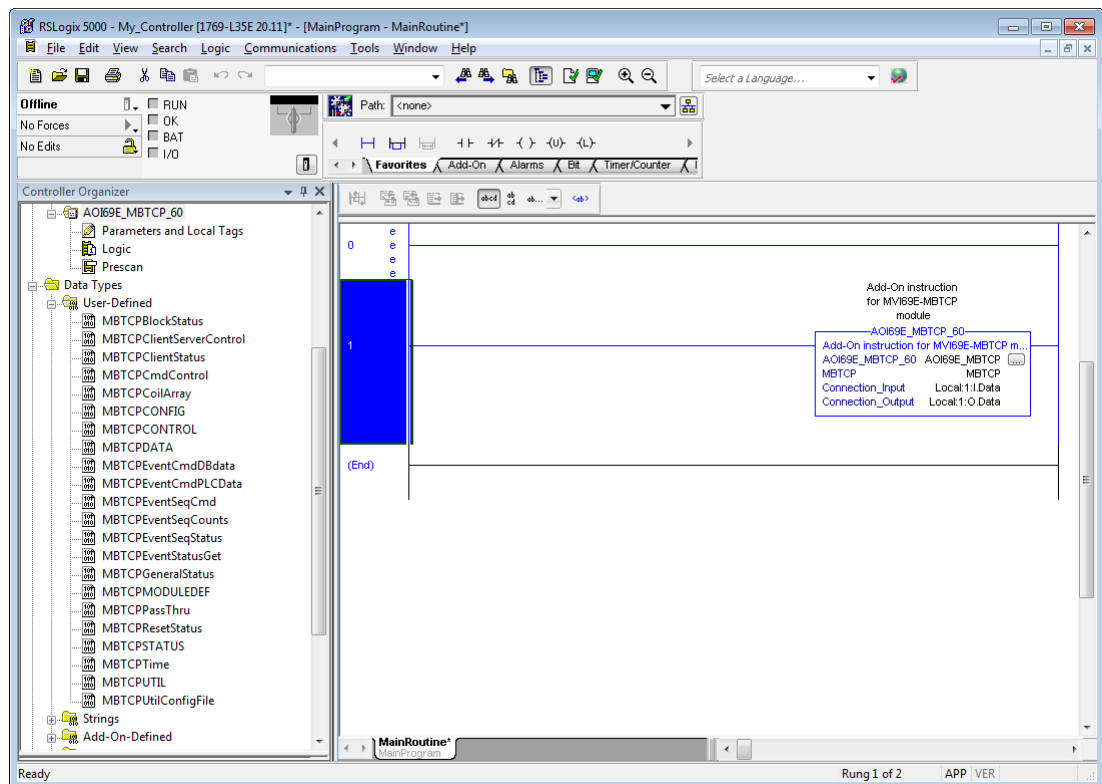 RSLogix 5000 - My_Controller [1769-L35E 20.11]* - [MainProgram - MainRoutine*]
File Edit View Search Logic Communications Tools Window Help
Select a Language...
Offline
RUN
Path: <none>
No Forces
OK
No Edits
BAT
I/O
Favorites Add-On Alarms Bit Timer/Counter
Controller Organizer
AOI69E_MBTCP_60
Parameters and Local Tags
Logic
Prescan
Data Types
User-Defined
MBTCPBlockStatus
MBTCPClientServerControl
MBTCPClientStatus
MBTCPCmdControl
MBTCPCoilArray
MBTCPCONFIG
MBTCPCONTROL
MBTCPDATA
MBTCPEventCmdDBdata
MBTCPEventCmdPLCData
MBTCPEventSeqCmd
MBTCPEventSeqCounts
MBTCPEventSeqStatus
MBTCPEventStatusGet
MBTCPGeneralStatus
MBTCPMODULEDEF
MBTCPPassThru
MBTCPResetStatus
MBTCPSTATUS
MBTCPTime
MBTCPUTIL
MBTCPUtilConfigFile
Strings
Add-On-Defined
e
0 e
e
e
1
Add-On instruction
for MVI69E-MBTCP
module
AOI69E_MBTCP_60
Add-On instruction for MVI69E-MBTCP m...
AOI69E_MBTCP_60 AOI69E_MBTCP ...
MBTCP MBTCP
Connection_Input Local:1:I.Data
Connection_Output Local:1:O.Data
(End)
MainRoutine*
MainProgram
Ready
Rung 1 of 2 APP VER